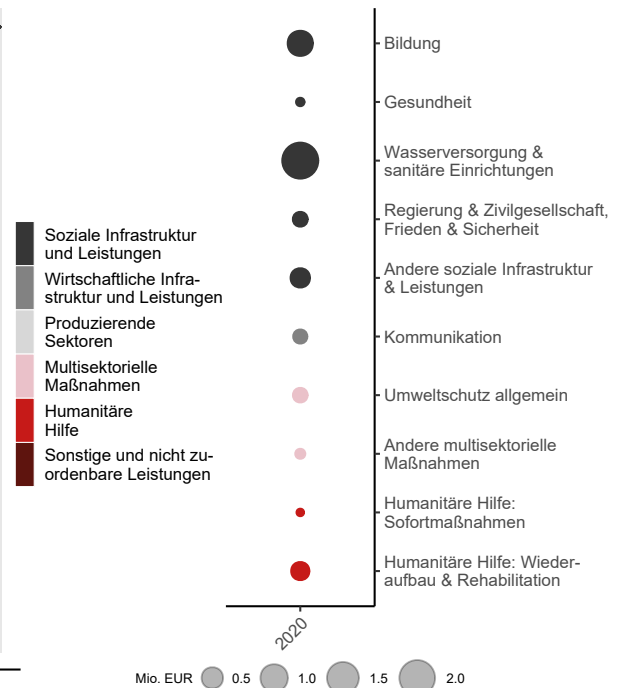 Bildung
Gesundheit
Wasserversorgung &
sanitäre Einrichtungen
Regierung & Zivilgesellschaft,
Frieden & Sicherheit
Andere soziale Infrastruktur
& Leistungen
Kommunikation
Umweltschutz allgemein
Andere multisektorielle
Maßnahmen
Humanitäre Hilfe:
Sofortmaßnahmen
Humanitäre Hilfe: Wieder-
aufbau & Rehabilitation
Soziale Infrastruktur
und Leistungen
Wirtschaftliche Infra-
struktur und Leistungen
Produzierende
Sektoren
Multisektorielle
Maßnahmen
Humanitäre
Hilfe
Sonstige und nicht zu-
ordenbare Leistungen
2020
Mio. EUR 0.5 1.0 1.5 2.0